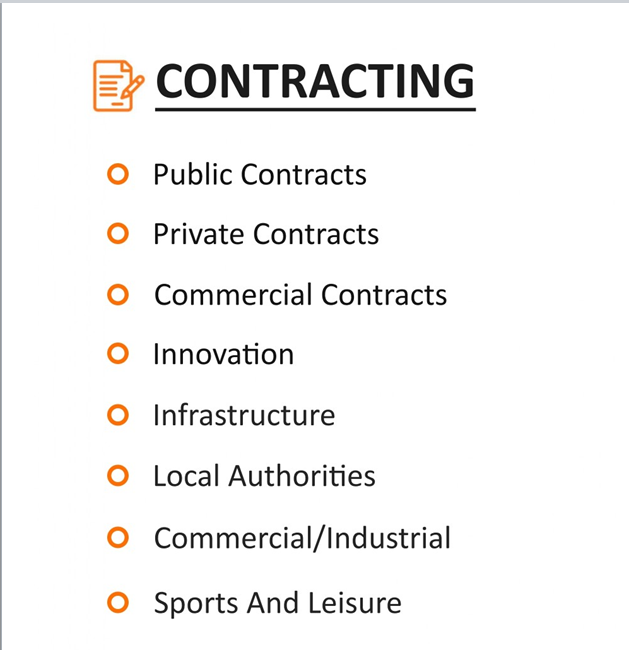 CONTRACTING
Public Contracts
Private Contracts
Commercial Contracts
Innovation
Infrastructure
Local Authorities
Commercial/Industrial
Sports And Leisure